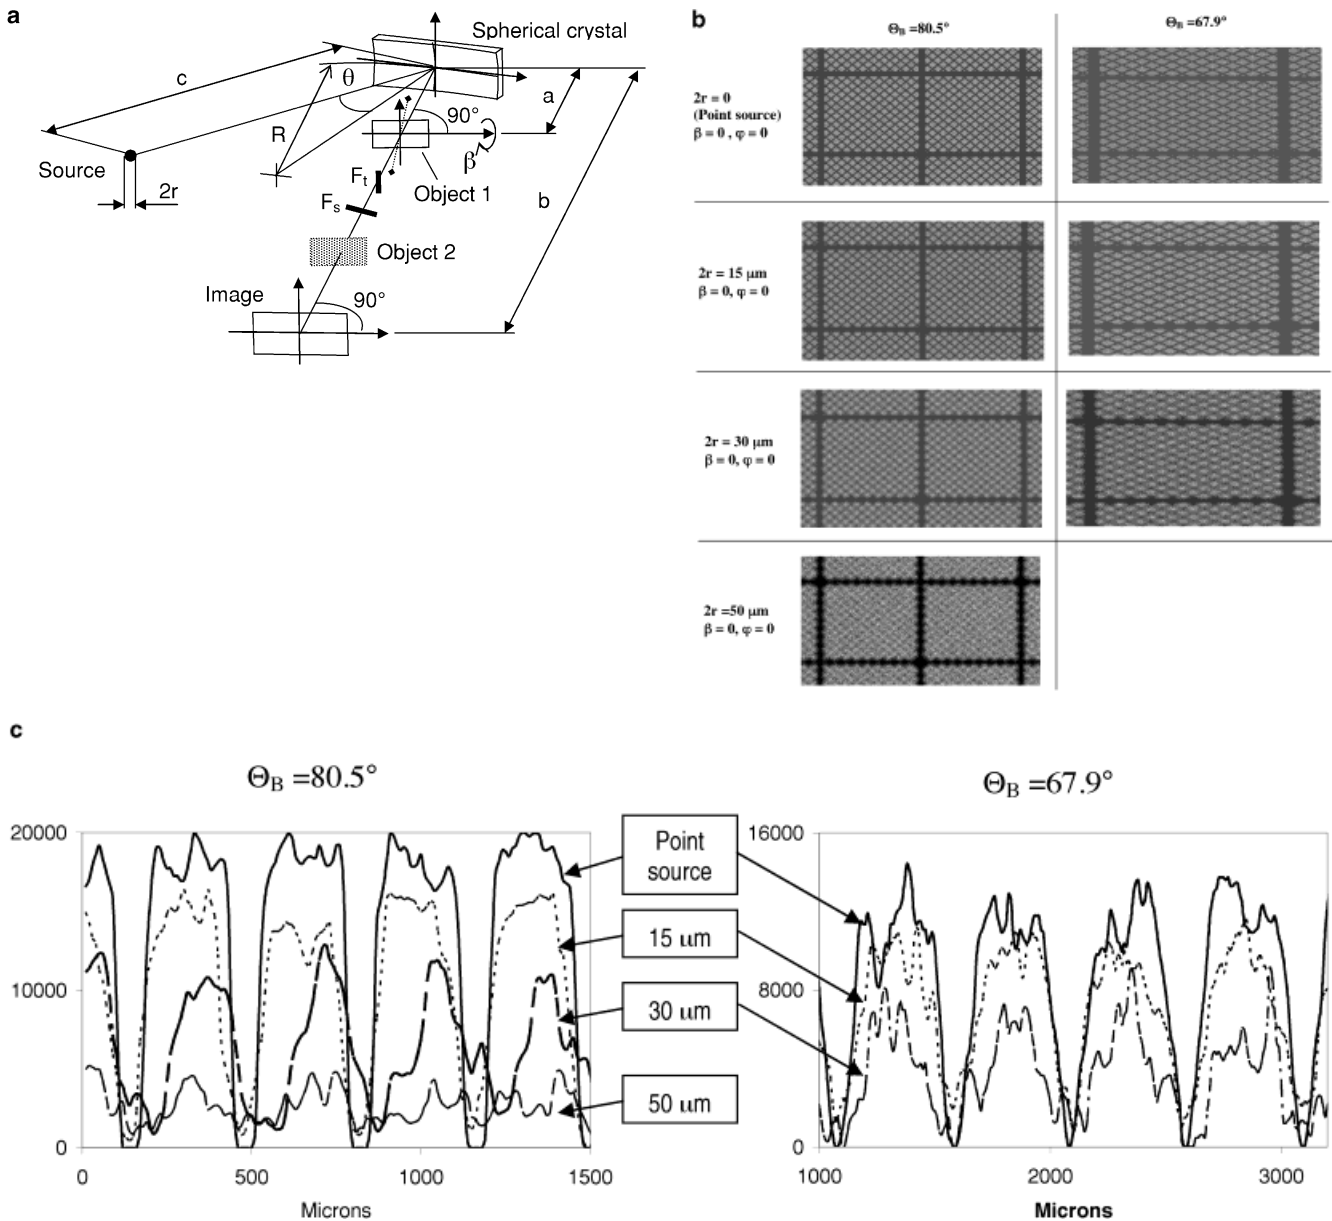 a
Spherical crystal
c
θ
a
90°
R
β
Source
Object 1
F_t
b
2r
F_s
Object 2
Image
90°
b
Θ_B = 80.5°
Θ_B = 67.9°
2r = 0
(Point source)
β = 0 , φ = 0
2r = 15 μm
β = 0, φ = 0
2r = 30 μm
β = 0, φ = 0
2r =50 μm
β = 0, φ = 0
c
Θ_B =80.5°
Θ_B =67.9°
20000
10000
0
0
500
1000
1500
Microns
Point
source
15 μm
30 μm
50 μm
16000
8000
0
1000
2000
3000
Microns